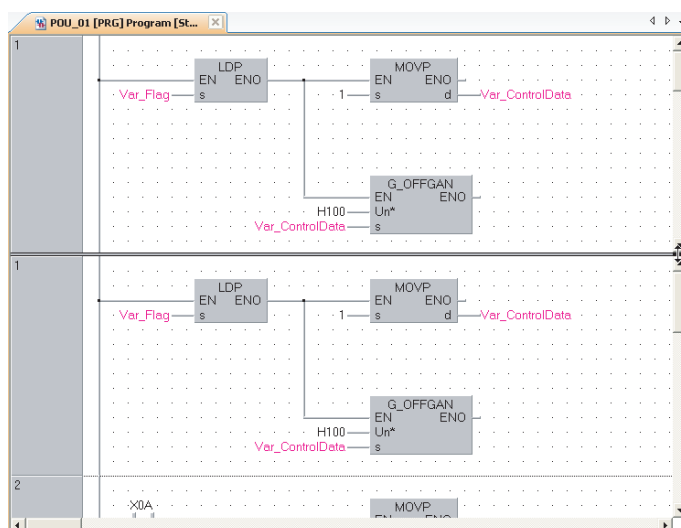 POU_01 [PRG] Program [St...
1
LDP MOVP
EN ENO EN ENO
Var_Flag s 1 s d Var_ControlData
G_OFFGAN
EN ENO
H100 Un*
Var_ControlData s
1
LDP MOVP
EN ENO EN ENO
Var_Flag s 1 s d Var_ControlData
G_OFFGAN
EN ENO
H100 Un*
Var_ControlData s
2
X0A MOVP
EN ENO